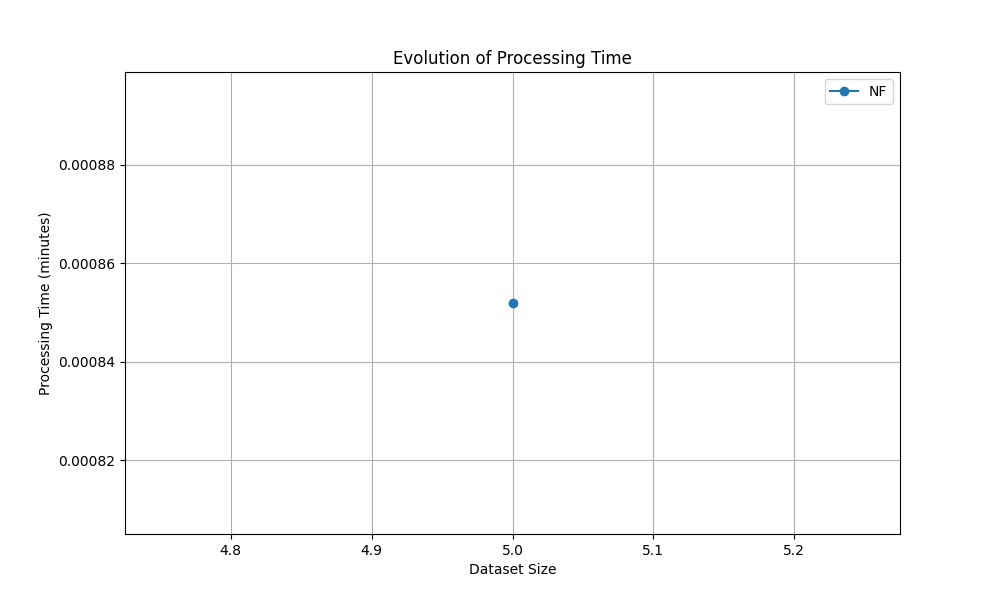 Evolution of Processing Time
NF
Processing Time (minutes)
0.00088
0.00086
0.00084
0.00082
4.8 4.9 5.0 5.1 5.2
Dataset Size